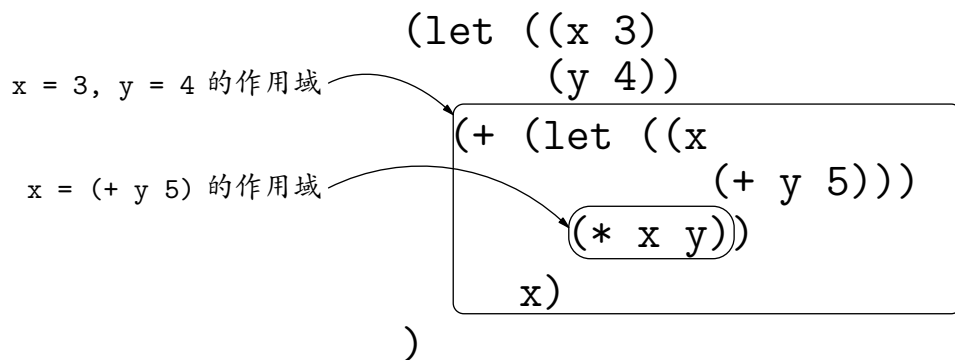 (let ((x 3)
(y 4))
x = 3, y = 4 的作用域
(+ (let ((x
(+ y 5)))
x = (+ y 5) 的作用域
(* x y))
x)
)